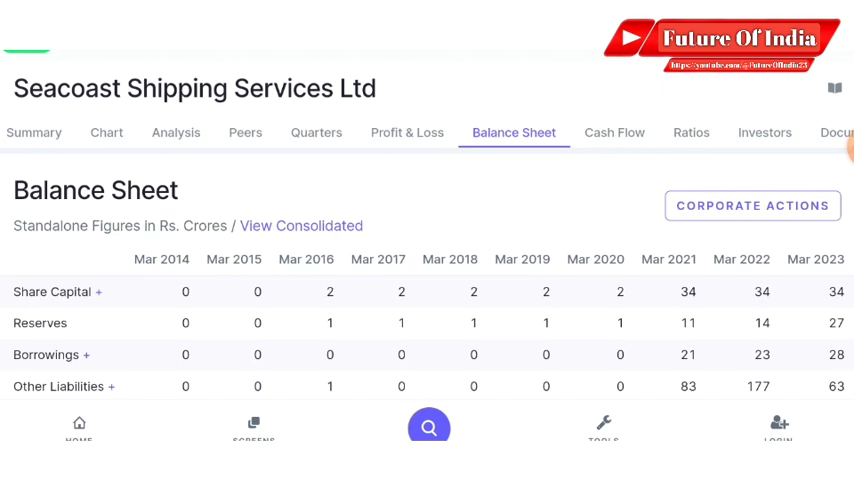 Future Of India
https://youtube.com/@FutureOfIndia23
Seacoast Shipping Services Ltd
Summary Chart Analysis Peers Quarters Profit & Loss Balance Sheet Cash Flow Ratios Investors Docu
Balance Sheet
CORPORATE ACTIONS
Standalone Figures in Rs. Crores / View Consolidated
Mar 2014 Mar 2015 Mar 2016 Mar 2017 Mar 2018 Mar 2019 Mar 2020 Mar 2021 Mar 2022 Mar 2023
Share Capital + 0 0 2 2 2 2 2 34 34 34
Reserves 0 0 1 1 1 1 1 11 14 27
Borrowings + 0 0 0 0 0 0 0 21 23 28
Other Liabilities + 0 0 1 0 0 0 0 83 177 63
HOME SCREENS TOOLS LOGIN